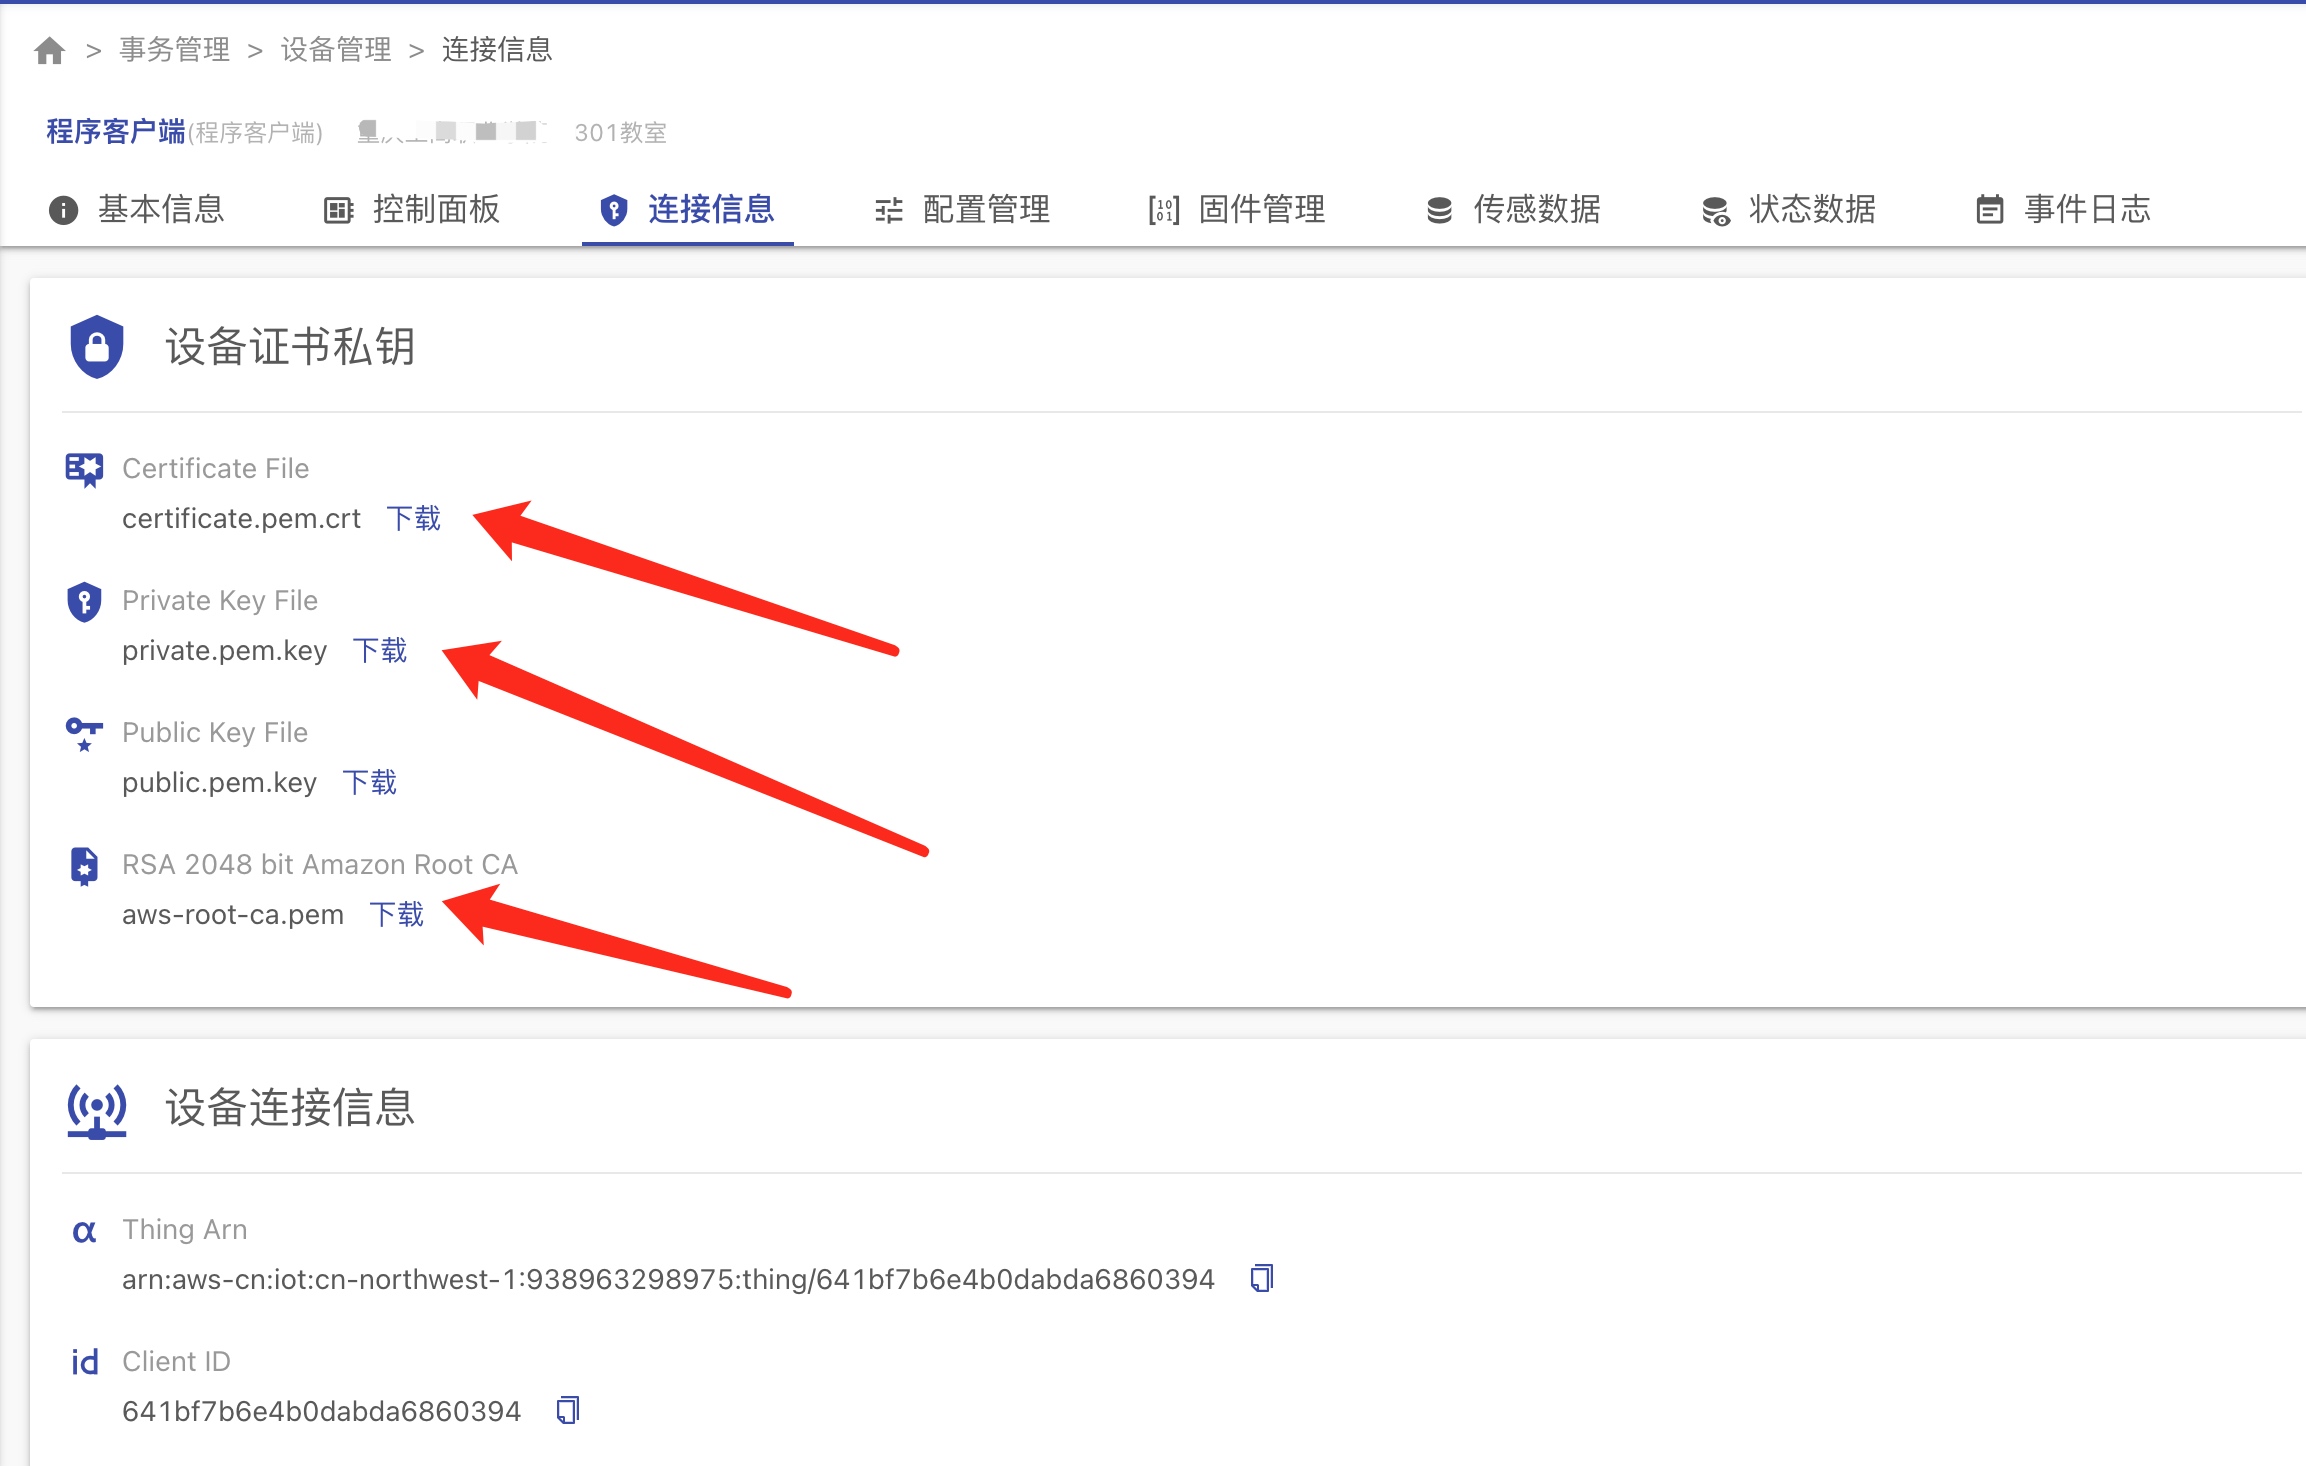 > 事务管理 > 设备管理 > 连接信息
程序客户端(程序客户端) 301教室
基本信息 控制面板 连接信息 配置管理 固件管理 传感数据 状态数据 事件日志
设备证书私钥
Certificate File
certificate.pem.crt 下载
Private Key File
private.pem.key 下载
Public Key File
public.pem.key 下载
RSA 2048 bit Amazon Root CA
aws-root-ca.pem 下载
设备连接信息
α Thing Arn
arn:aws-cn:iot:cn-northwest-1:938963298975:thing/641bf7b6e4b0dabda6860394
id Client ID
641bf7b6e4b0dabda6860394